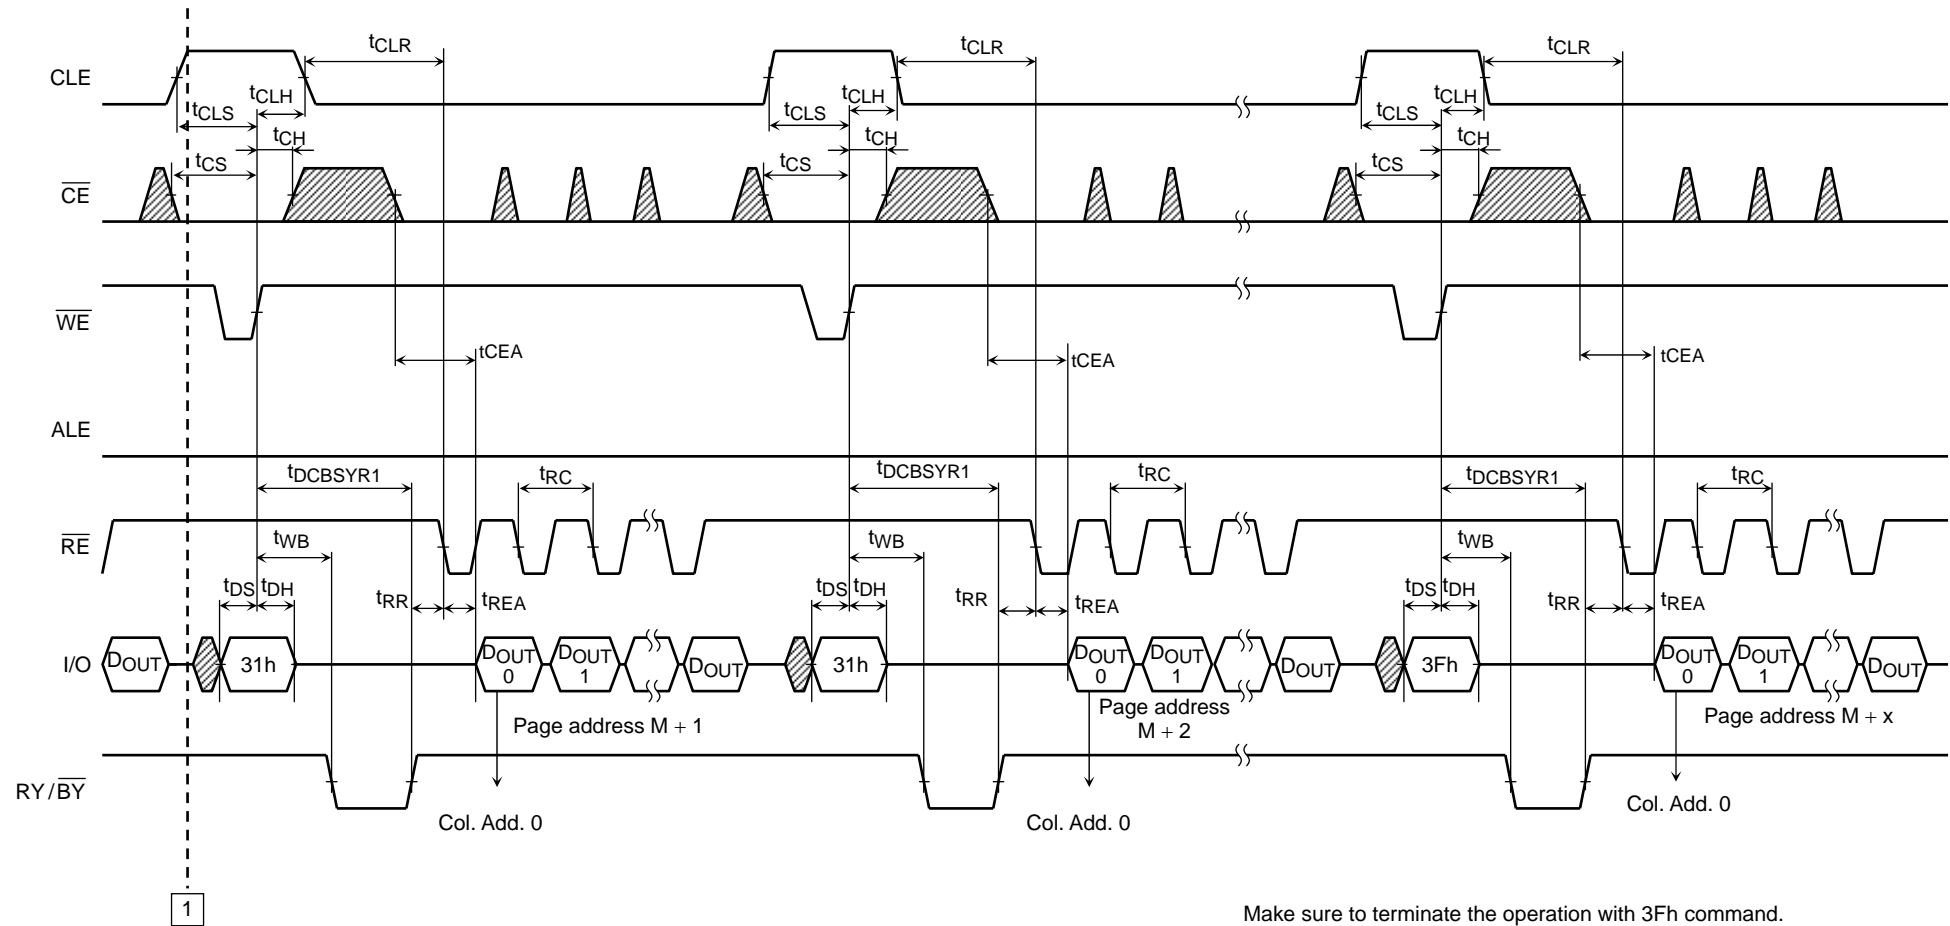 tCLR tCLR tCLR
CLE
tCLH tCLH tCLH
tCLS tCLS tCLS
tCH tCH tCH
tCS tCS tCS
CE
WE
tCEA tCEA tCEA
ALE
tDCBSYR1 tRC tDCBSYR1 tRC tDCBSYR1 tRC
RE
tWB tWB tWB
tDS tDH tDS tDH tDS tDH
tRR tREA tRR tREA tRR tREA
I/O DOUT 31h DOUT 0 DOUT 1 DOUT 31h DOUT 0 DOUT 1 DOUT 3Fh DOUT 0 DOUT 1 DOUT
Page address M + 1
Page address
M + 2
Page address M + x
RY/BY
Col. Add. 0 Col. Add. 0 Col. Add. 0
1
Make sure to terminate the operation with 3Fh command.